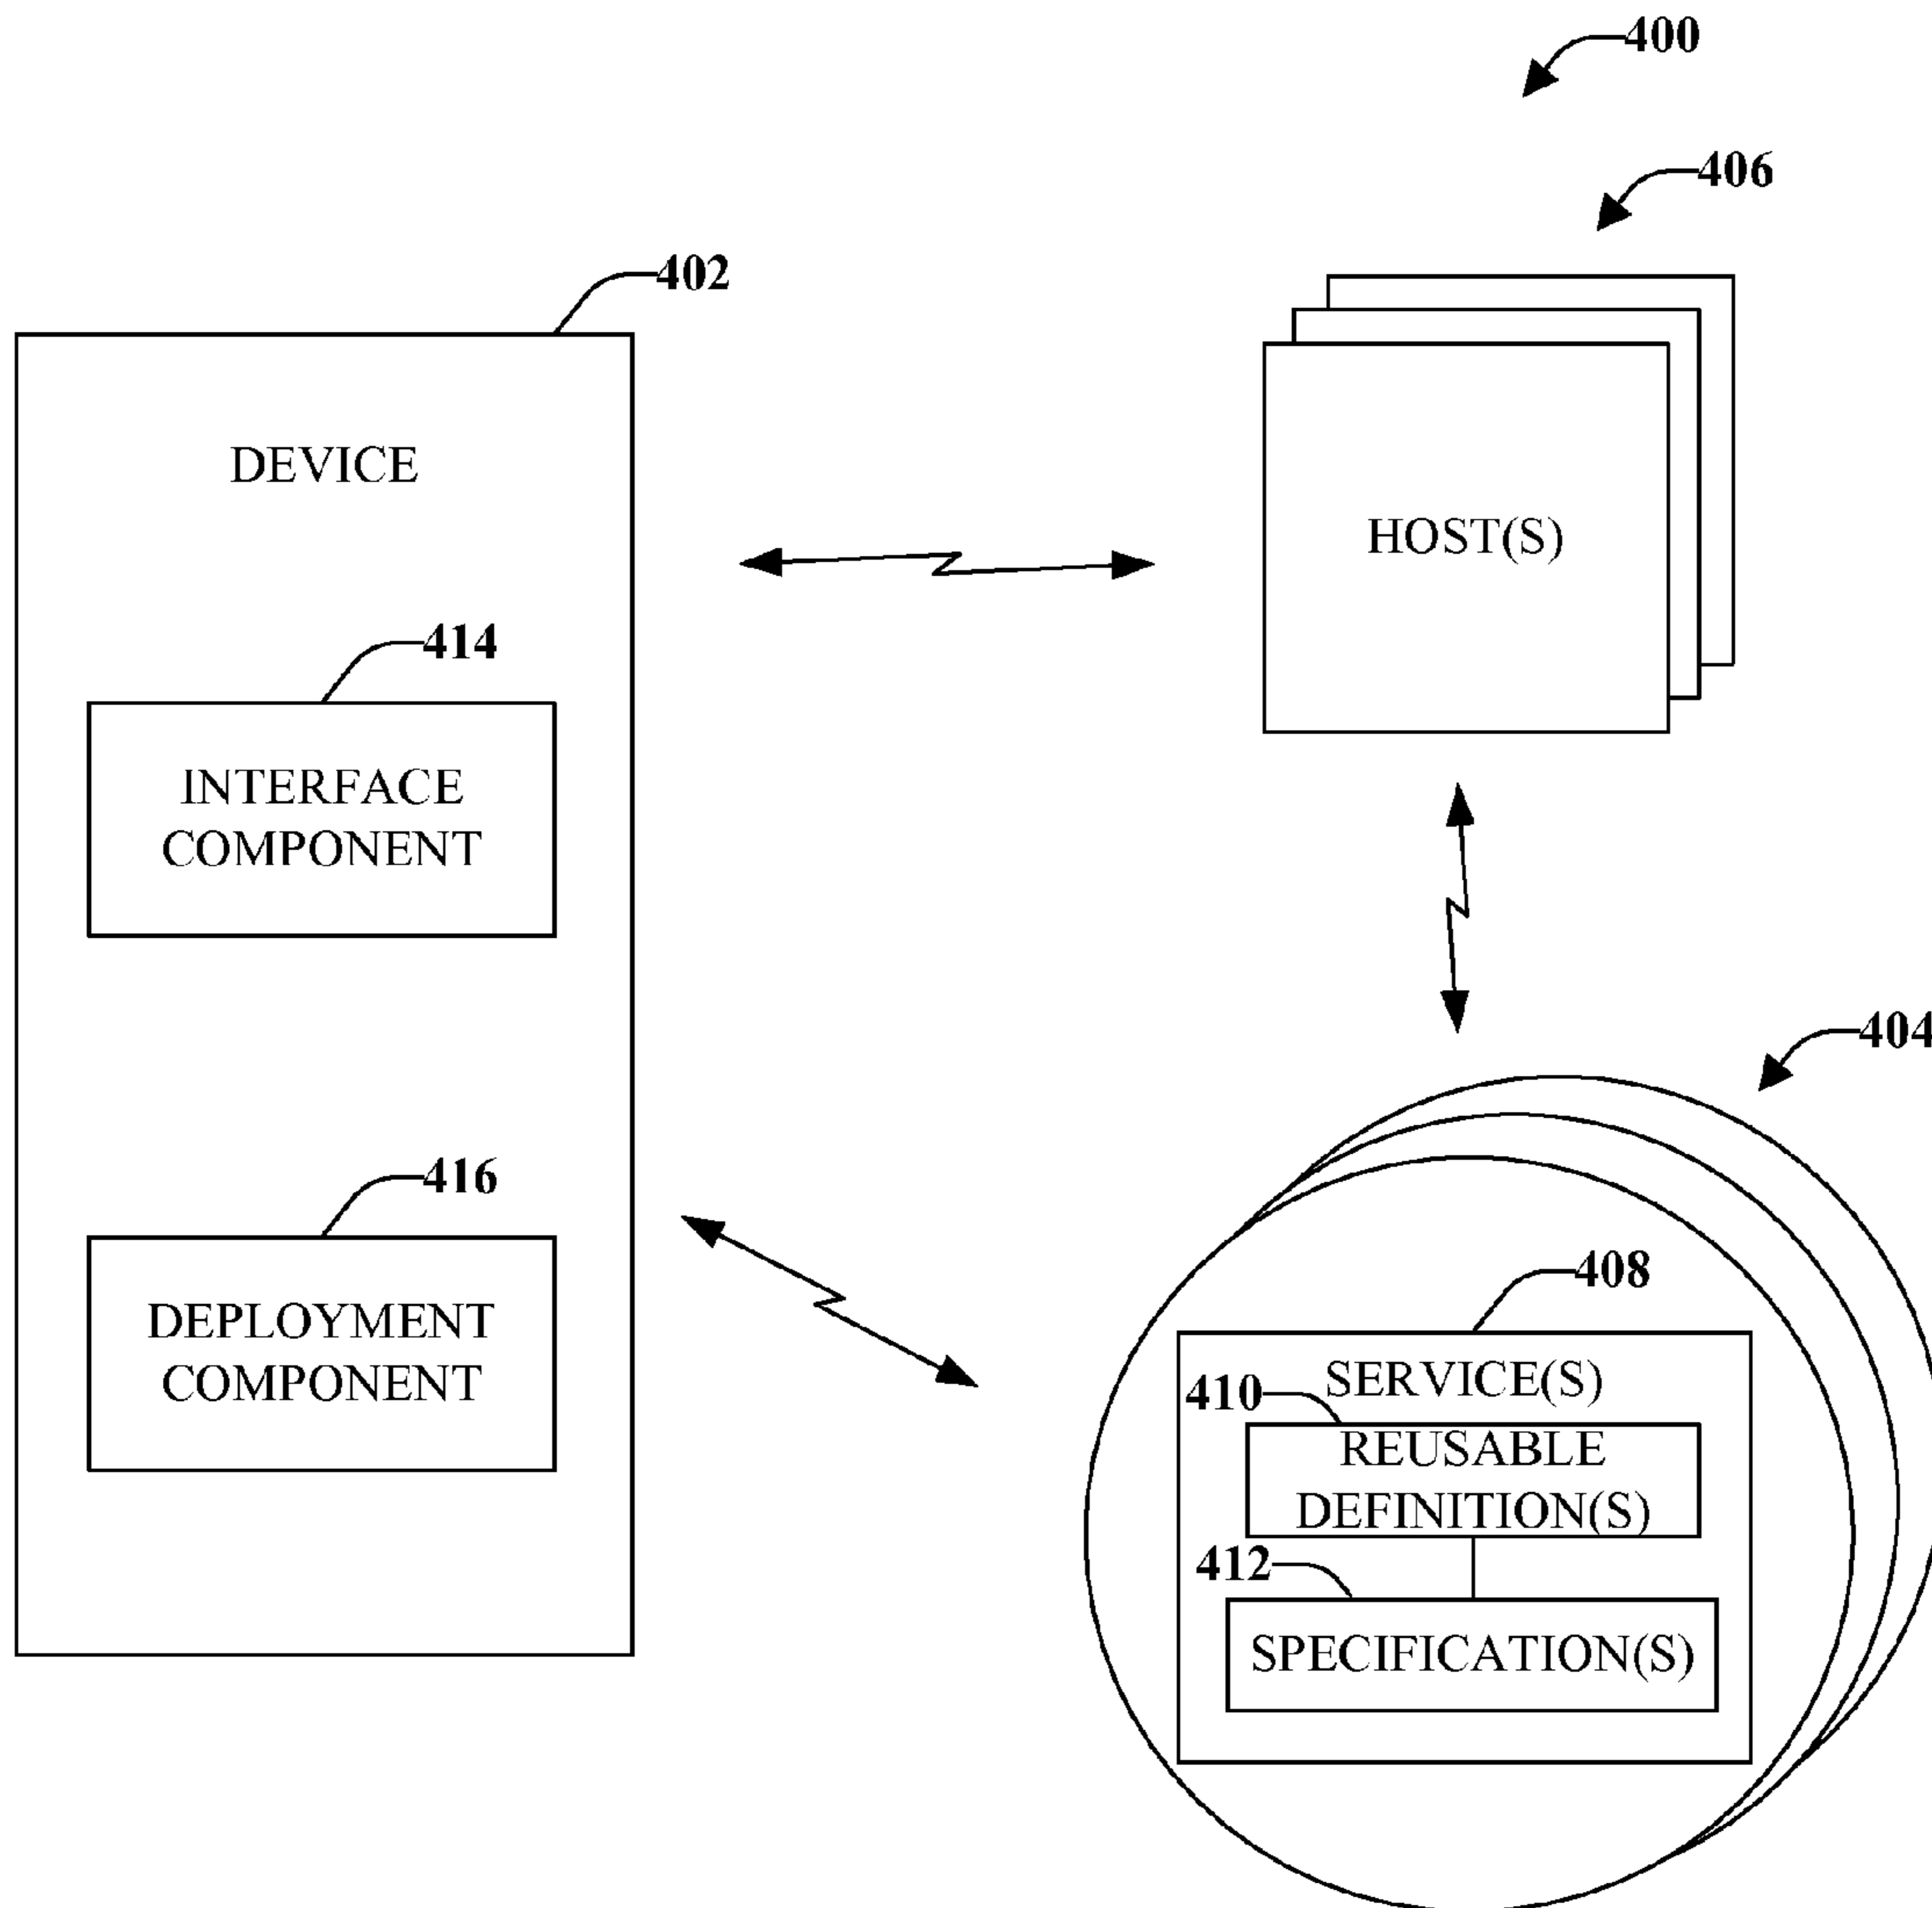 400
406
402
DEVICE
HOST(S)
414
INTERFACE
COMPONENT
404
416
DEPLOYMENT
COMPONENT
408
SERVICE(S)
410
REUSABLE
DEFINITION(S)
412
SPECIFICATION(S)